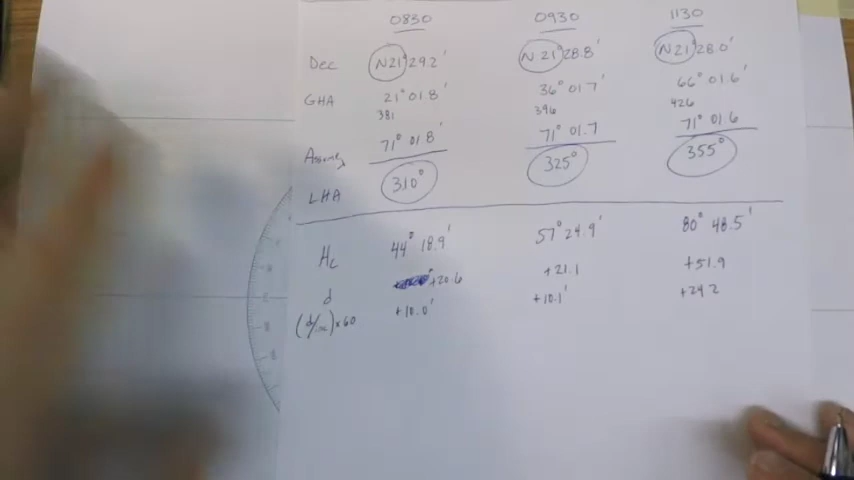 0830 0930 1130
Dec N21° 29.2' N 21° 28.8' N21° 28.0'
GHA 21° 01.8' 36° 01.7' 66° 01.6'
381 396 426
Assume 71° 01.8' 71° 01.7 71° 01.6
LHA 310° 325° 355°
Hc 44° 18.9' 57° 24.9' 80° 48.5'
d +20.6 +21.1 +51.9
(d/60)x60 +10.0' +10.1' +24.2